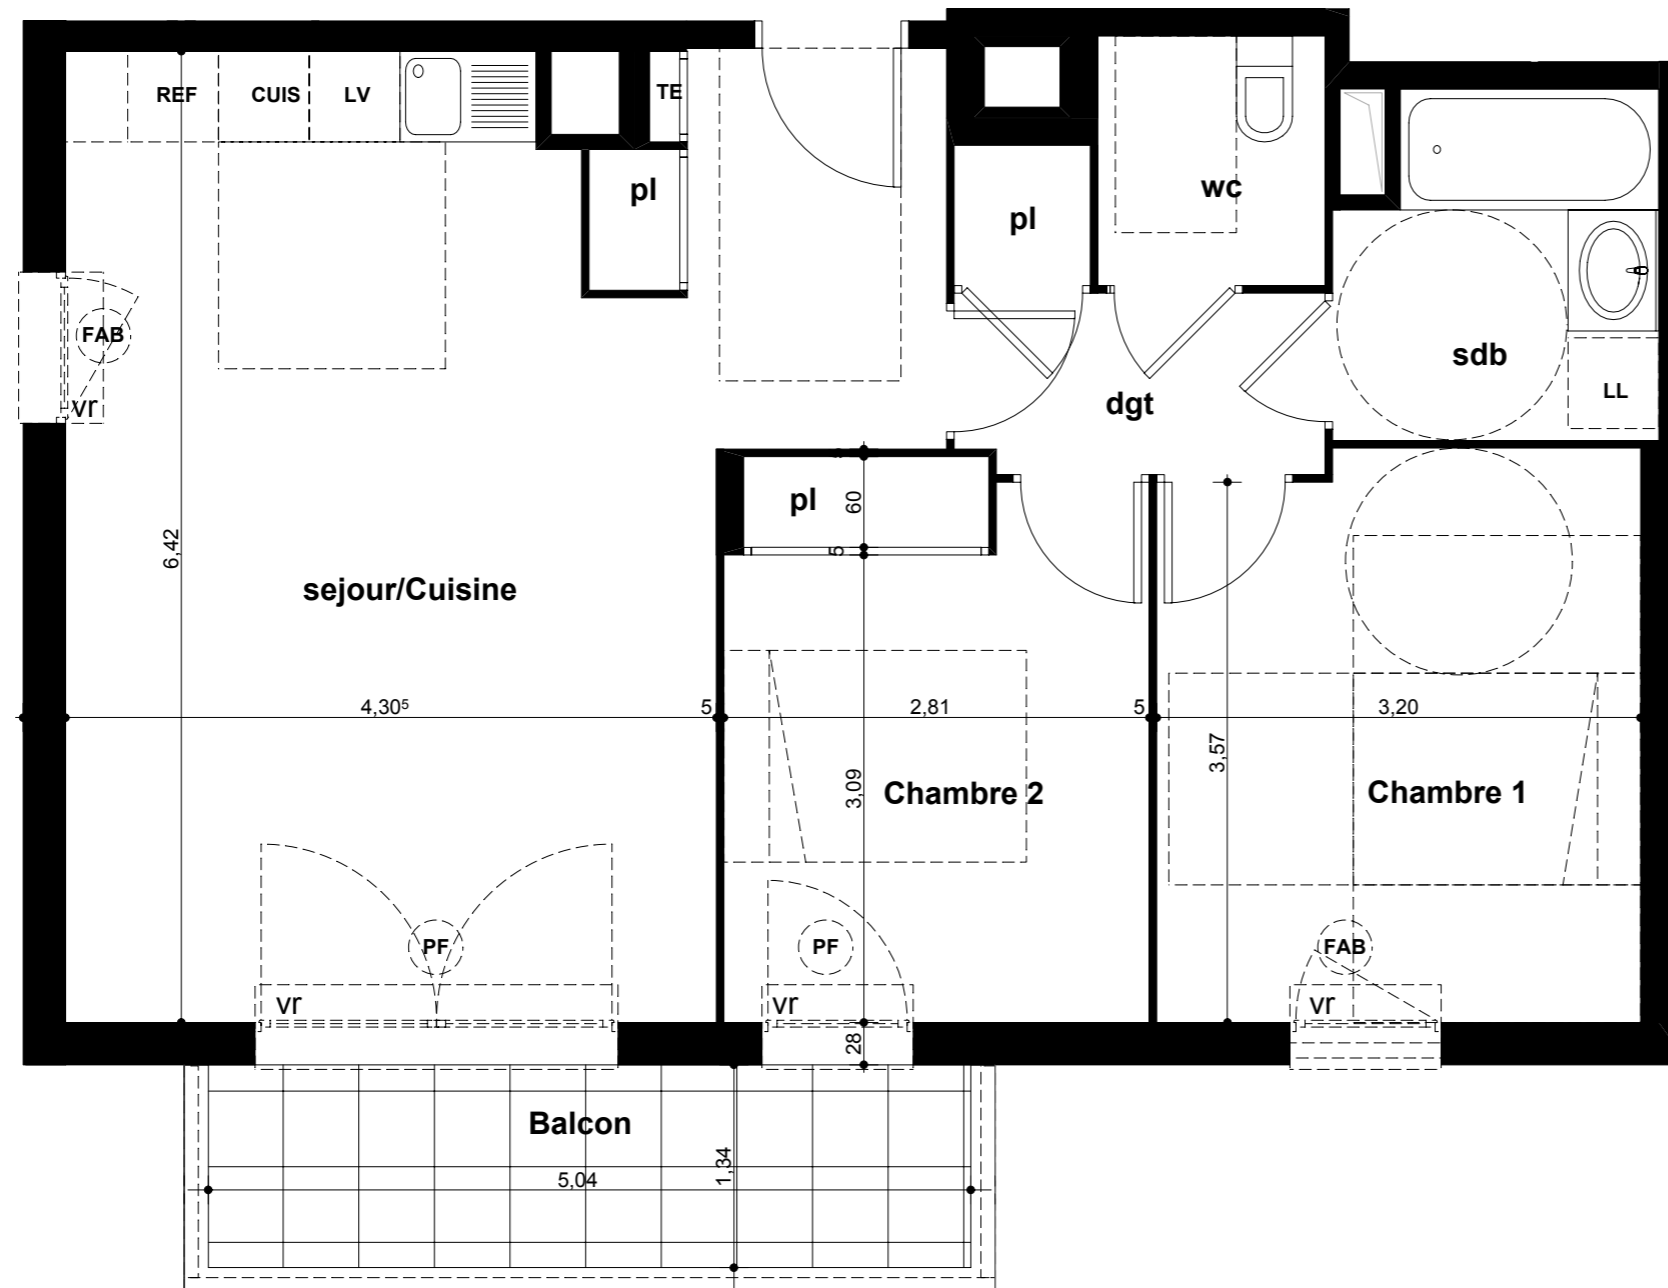 REF
CUIS
LV
TE
pl
pl
wc
FAB
vr
sdb
LL
dgt
pl
60
5
6,42
sejour/Cuisine
4,30⁵
5
2,81
5
3,20
3,57
3,09
Chambre 2
Chambre 1
PF
PF
FAB
vr
vr
vr
28
Balcon
1,34
5,04